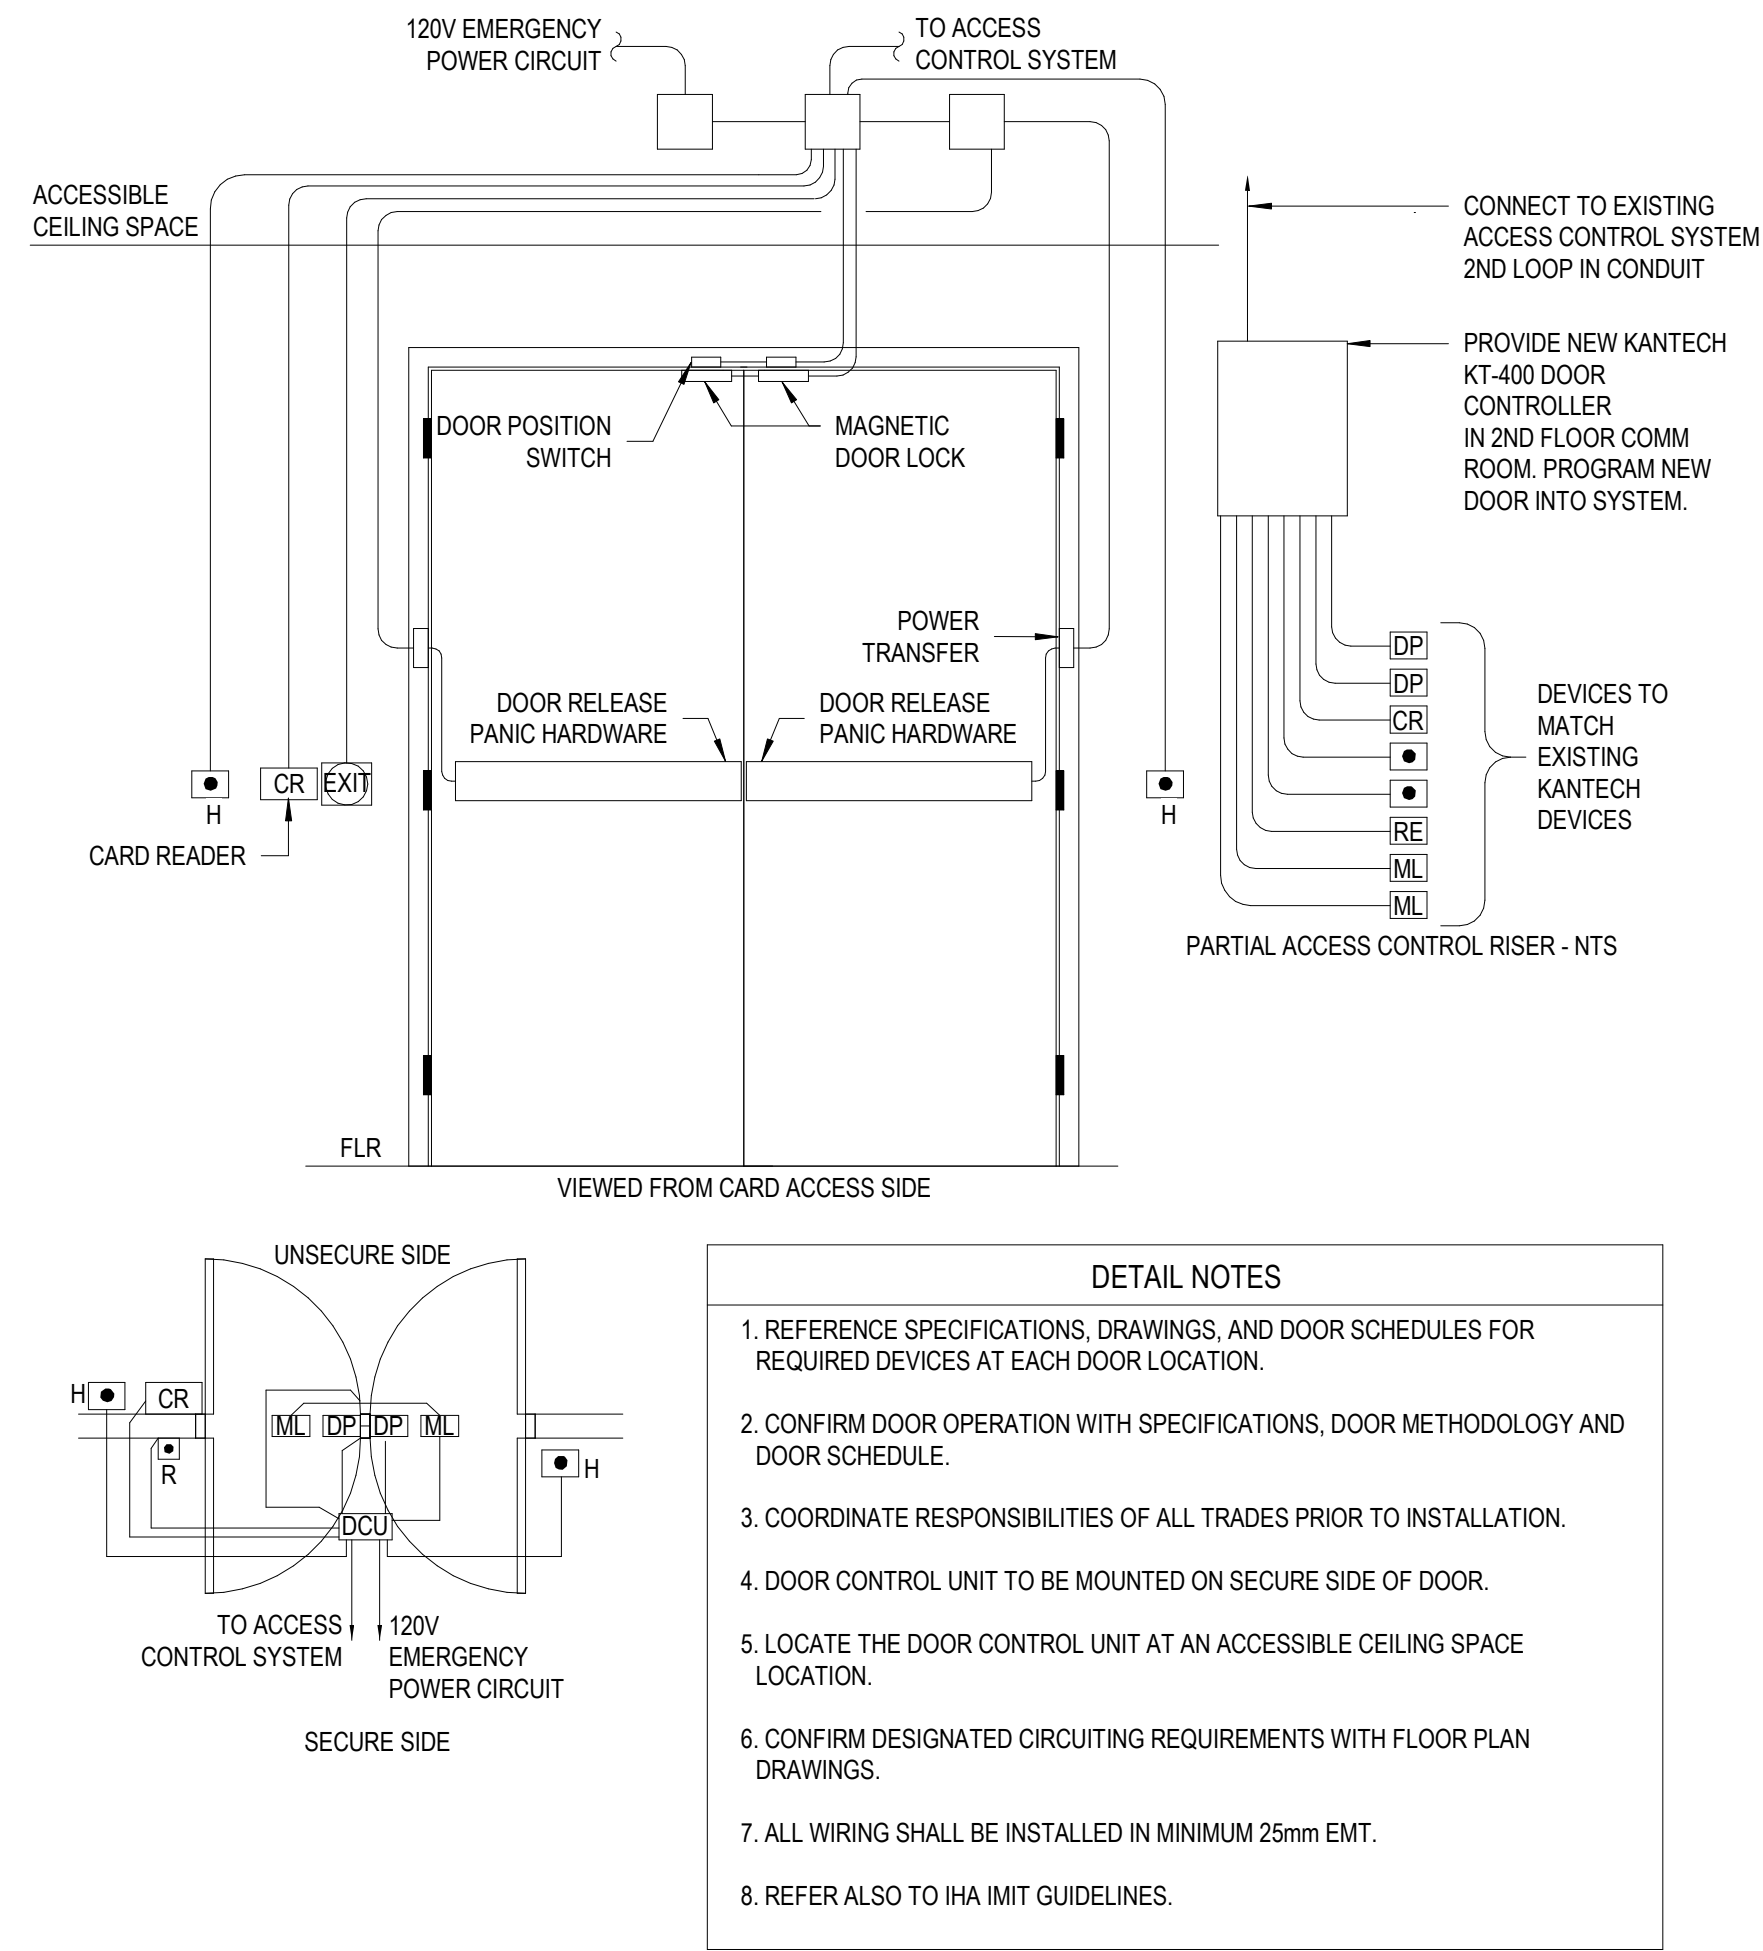 120V EMERGENCY
POWER CIRCUIT
TO ACCESS
CONTROL SYSTEM
ACCESSIBLE
CEILING SPACE
CONNECT TO EXISTING
ACCESS CONTROL SYSTEM
2ND LOOP IN CONDUIT
PROVIDE NEW KANTECH
KT-400 DOOR
CONTROLLER
IN 2ND FLOOR COMM
ROOM. PROGRAM NEW
DOOR INTO SYSTEM.
DOOR POSITION
SWITCH
MAGNETIC
DOOR LOCK
POWER
TRANSFER
DOOR RELEASE
PANIC HARDWARE
DOOR RELEASE
PANIC HARDWARE
H
CR
EXIT
CARD READER
H
DP
DP
CR
RE
ML
ML
DEVICES TO
MATCH
EXISTING
KANTECH
DEVICES
PARTIAL ACCESS CONTROL RISER - NTS
FLR
VIEWED FROM CARD ACCESS SIDE
UNSECURE SIDE
H
CR
ML
DP
DP
ML
R
H
DCU
TO ACCESS
CONTROL SYSTEM
120V
EMERGENCY
POWER CIRCUIT
SECURE SIDE
DETAIL NOTES
1. REFERENCE SPECIFICATIONS, DRAWINGS, AND DOOR SCHEDULES FOR
REQUIRED DEVICES AT EACH DOOR LOCATION.
2. CONFIRM DOOR OPERATION WITH SPECIFICATIONS, DOOR METHODOLOGY AND
DOOR SCHEDULE.
3. COORDINATE RESPONSIBILITIES OF ALL TRADES PRIOR TO INSTALLATION.
4. DOOR CONTROL UNIT TO BE MOUNTED ON SECURE SIDE OF DOOR.
5. LOCATE THE DOOR CONTROL UNIT AT AN ACCESSIBLE CEILING SPACE
LOCATION.
6. CONFIRM DESIGNATED CIRCUITING REQUIREMENTS WITH FLOOR PLAN
DRAWINGS.
7. ALL WIRING SHALL BE INSTALLED IN MINIMUM 25mm EMT.
8. REFER ALSO TO IHA IMIT GUIDELINES.